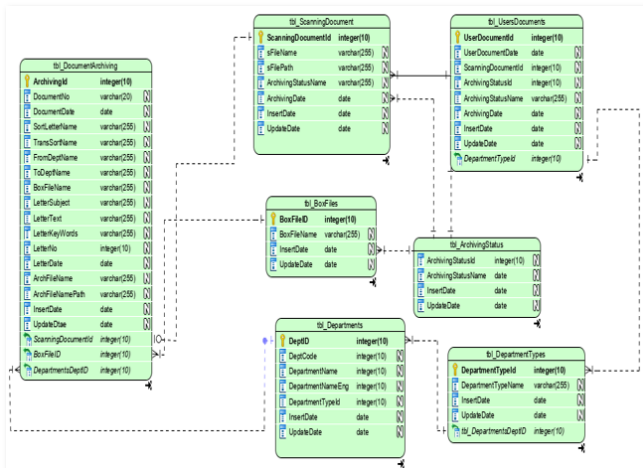 tbl_DocumentArchiving
ArchivingId integer(10)
DocumentNo varchar(20) N
DocumentDate date N
SortLetterName varchar(255) N
TransSortName varchar(255) N
FromDeptName varchar(255) N
ToDeptName varchar(255) N
BoxFileName varchar(255) N
LetterSubject varchar(255) N
LetterText varchar(255) N
LetterKeyWords varchar(255) N
LetterNo integer(10) N
LetterDate date N
ArchFileName varchar(255) N
ArchFileNamePath varchar(255) N
InsertDate date N
UpdateDtae date N
ScanningDocumentId integer(10)
BoxFileID integer(10)
DepartmentsDeptID integer(10)
tbl_ScanningDocument
ScanningDocumentId integer(10)
sFileName varchar(255) N
sFilePath varchar(255) N
ArchivingStatusName varchar(255) N
ArchivingDate date N
InsertDate date N
UpdateDate date N
tbl_UsersDocuments
UserDocumentId integer(10)
UserDocumentDate date N
ScanningDocumentId integer(10) N
ArchivingStatusId integer(10) N
ArchivingStatusName varchar(255) N
ArchivingDate date N
InsertDate date N
UpdateDate date N
DepartmentTypeId integer(10)
tbl_BoxFiles
BoxFileID integer(10)
BoxFileName varchar(255) N
InsertDate date N
UpdateDate date N
tbl_ArchivingStatus
ArchivingStatusId integer(10) N
ArchivingStatusName date N
InsertDate date N
UpdateDate date N
tbl_Departments
DeptID integer(10)
DeptCode integer(10) N
DepartmentName integer(10) N
DepartmentNameEng integer(10) N
DepartmentTypeId integer(10) N
InsertDate date N
UpdateDate date N
tbl_DepartmentTypes
DepartmentTypeId integer(10)
DepartmentTypeName varchar(255) N
InsertDate date N
UpdateDate date N
tbl_DepartmentsDeptID integer(10)